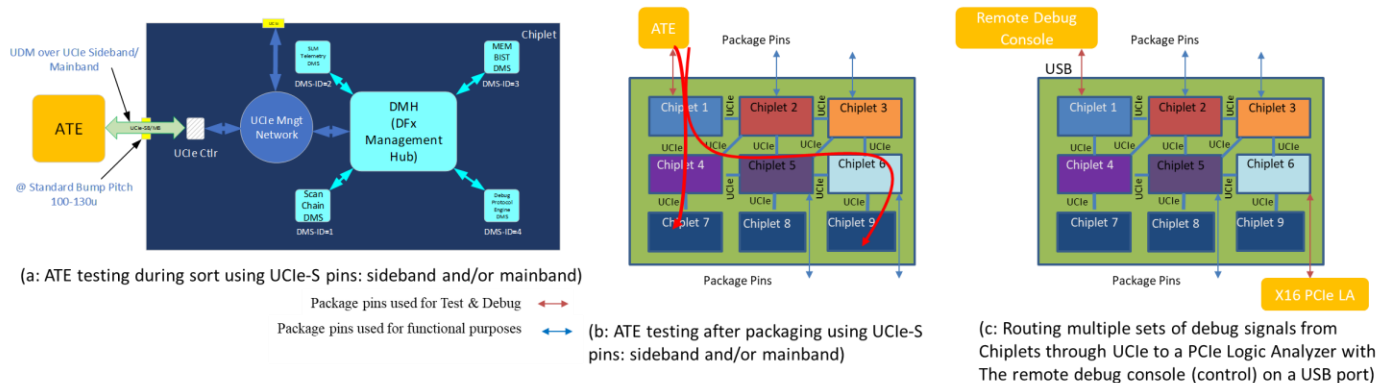 UCIe
Chiplet
UDM over UCIe Sideband/
Mainband
ATE
UCIe-SB/MB
UCIe Ctlr
@ Standard Bump Pitch
100-130u
UCIe Mngt
Network
SLM
Telemetry
DMS
DMS-ID=2
MEM
BIST
DMS
DMS-ID=3
DMH
(DFx
Management
Hub)
Scan
Chain
DMS
DMS-ID=1
Debug
Protocol
Engine
DMS
DMS-ID=4
(a: ATE testing during sort using UCIe-S pins: sideband and/or mainband)
Package pins used for Test & Debug
Package pins used for functional purposes
ATE
Package Pins
Chiplet 1
UCIe
Chiplet 2
UCIe
Chiplet 3
UCIe
UCIe
UCIe
UCIe
Chiplet 4
UCIe
Chiplet 5
UCIe
Chiplet 6
UCIe
UCIe
UCIe
Chiplet 7
Chiplet 8
Chiplet 9
Package Pins
(b: ATE testing after packaging using UCIe-S
pins: sideband and/or mainband)
Remote Debug
Console
USB
Package Pins
Chiplet 1
UCIe
Chiplet 2
UCIe
Chiplet 3
UCIe
UCIe
UCIe
UCIe
Chiplet 4
UCIe
Chiplet 5
UCIe
Chiplet 6
UCIe
UCIe
UCIe
Chiplet 7
Chiplet 8
Chiplet 9
Package Pins
X16 PCIe LA
(c: Routing multiple sets of debug signals from
Chiplets through UCIe to a PCIe Logic Analyzer with
The remote debug console (control) on a USB port)